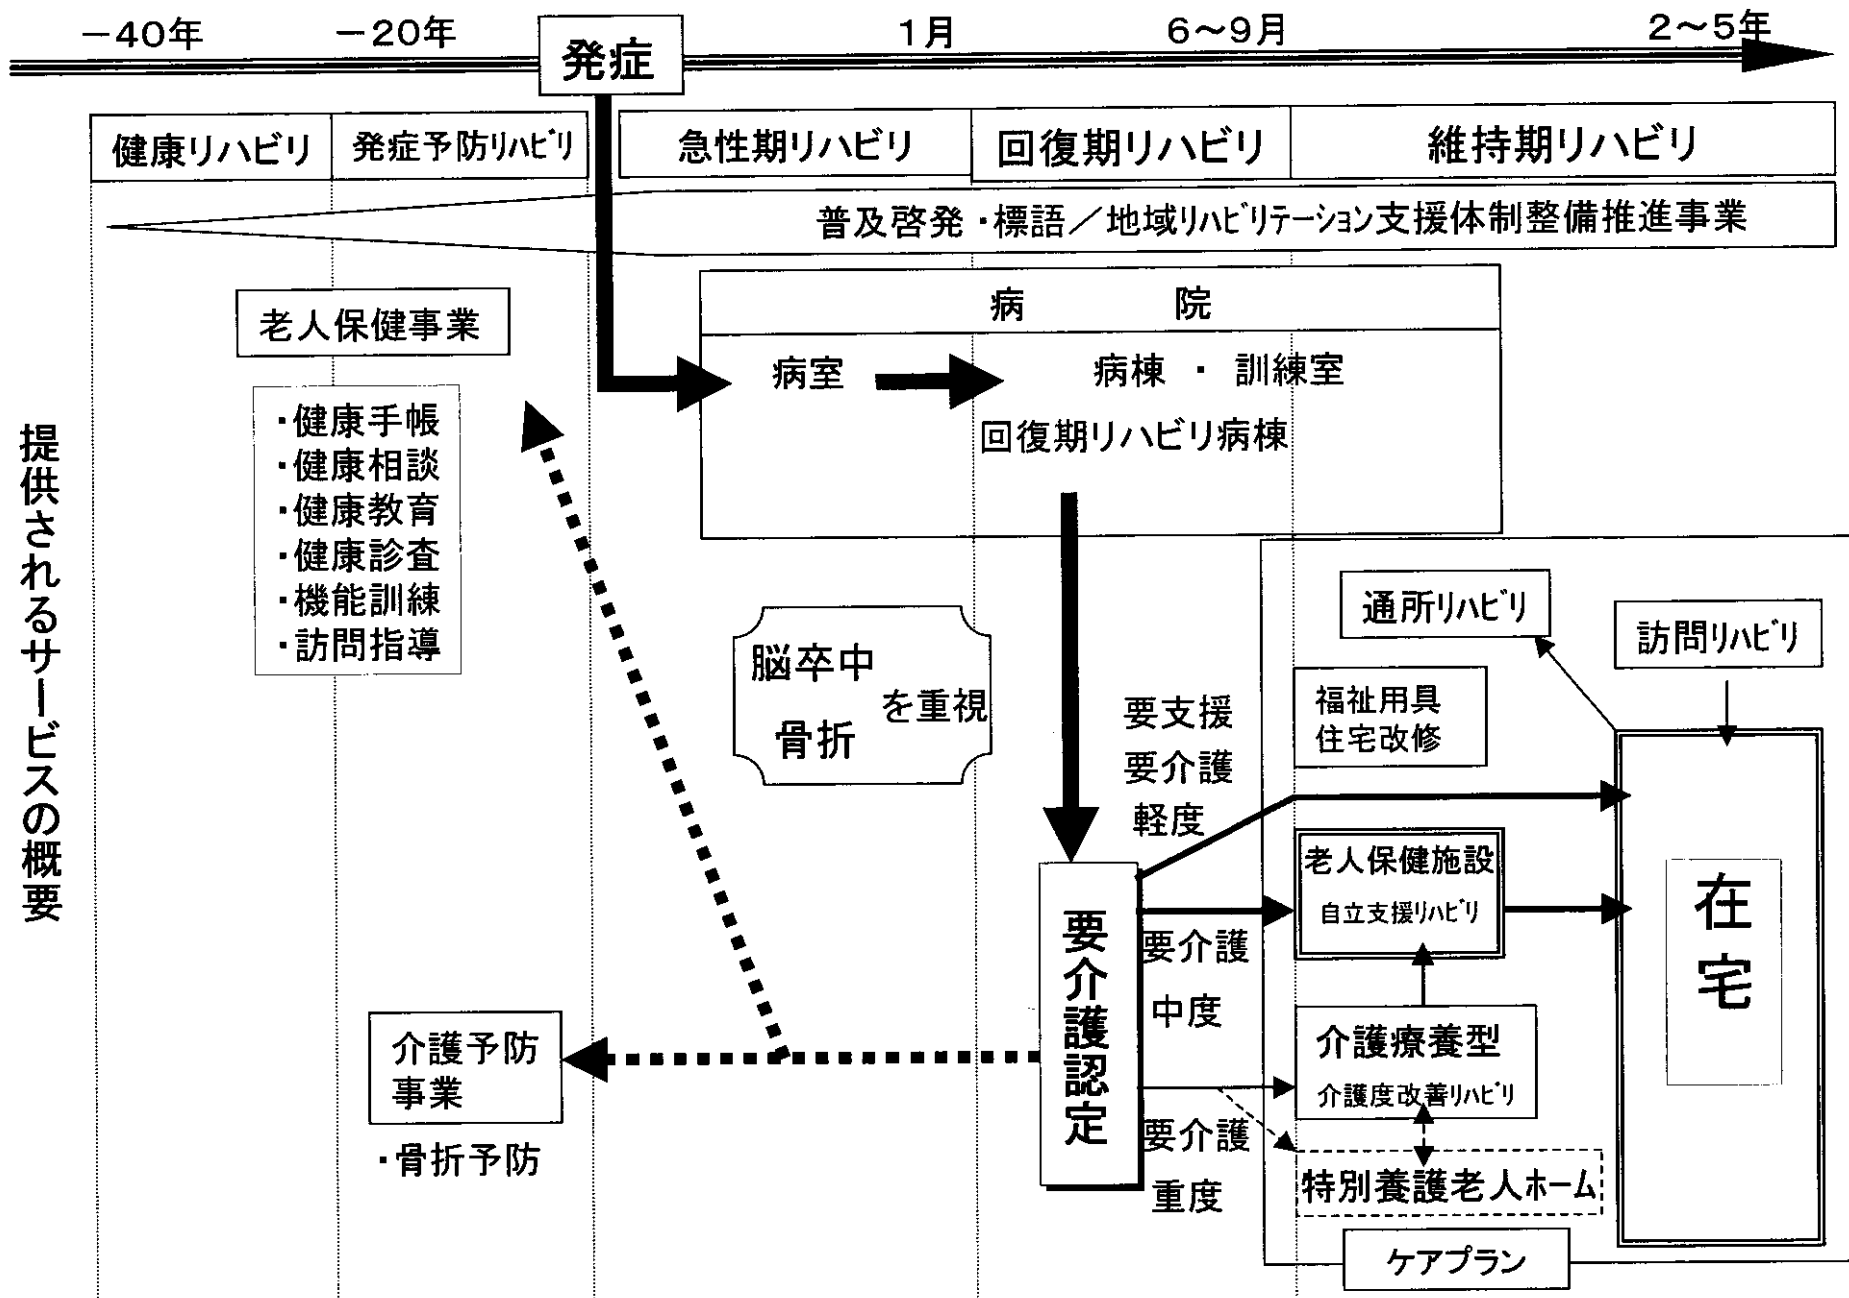 －40年
－20年
発症
1月
6～9月
2～5年
健康リハビリ
発症予防リハビリ
急性期リハビリ
回復期リハビリ
維持期リハビリ
普及啓発・標語／地域リハビリテーション支援体制整備推進事業
提供されるサービスの概要
老人保健事業
・健康手帳
・健康相談
・健康教育
・健康診査
・機能訓練
・訪問指導
病院
病室
病棟・訓練室
回復期リハビリ病棟
脳卒中
骨折
を重視
通所リハビリ
訪問リハビリ
要支援
要介護
軽度
福祉用具
住宅改修
老人保健施設
自立支援リハビリ
在宅
要介護認定
要介護
中度
介護療養型
介護度改善リハビリ
要介護
重度
特別養護老人ホーム
介護予防
事業
・骨折予防
ケアプラン